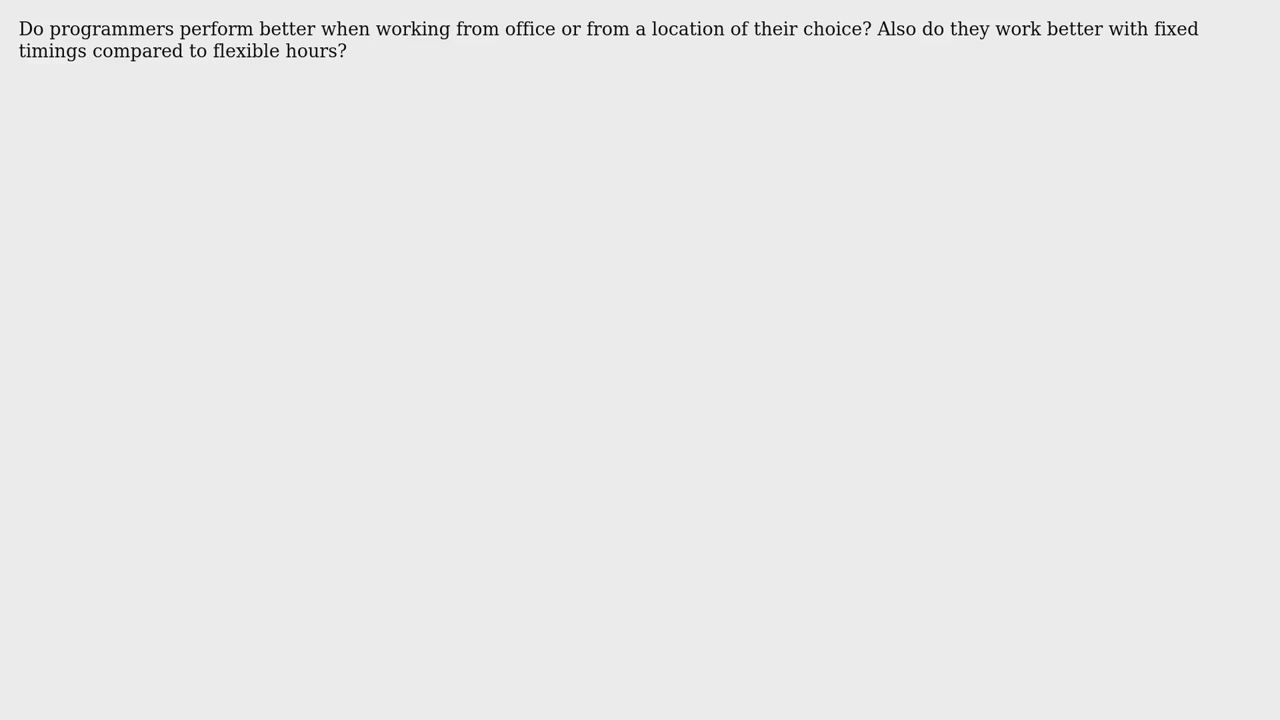 Do programmers perform better when working from office or from a location of their choice? Also do they work better with fixed
timings compared to flexible hours?